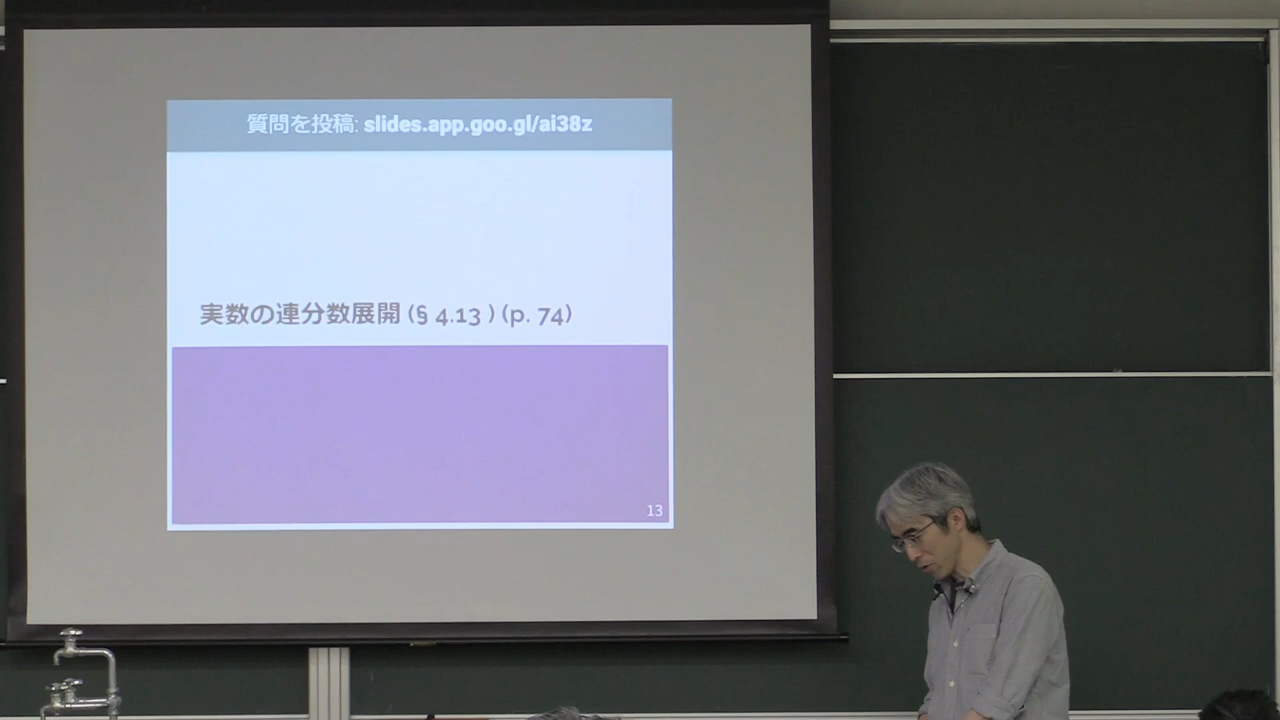 質問を投稿: slides.app.goo.gl/ai38z
実数の連分数展開 (§ 4.13 ) (p. 74)
13